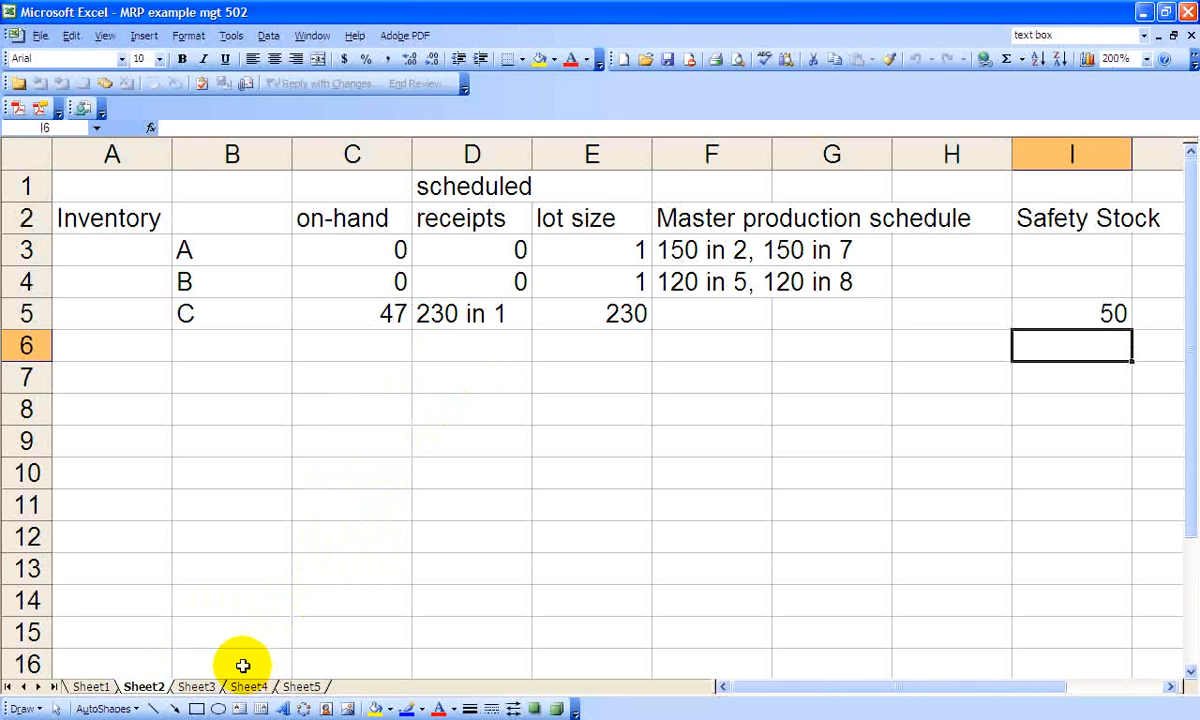 Microsoft Excel - MRP example mgt 502
File Edit View Insert Format Tools Data Window Help Adobe PDF text box
Arial 10 B I U $ % , 200%
Reply with Changes... End Review...
I6 fx
A B C D E F G H I
1 scheduled
2 Inventory on-hand receipts lot size Master production schedule Safety Stock
3 A 0 0 1 150 in 2, 150 in 7
4 B 0 0 1 120 in 5, 120 in 8
5 C 47 230 in 1 230 50
6
7
8
9
10
11
12
13
14
15
16
Sheet1 Sheet2 Sheet3 Sheet4 Sheet5
Draw AutoShapes